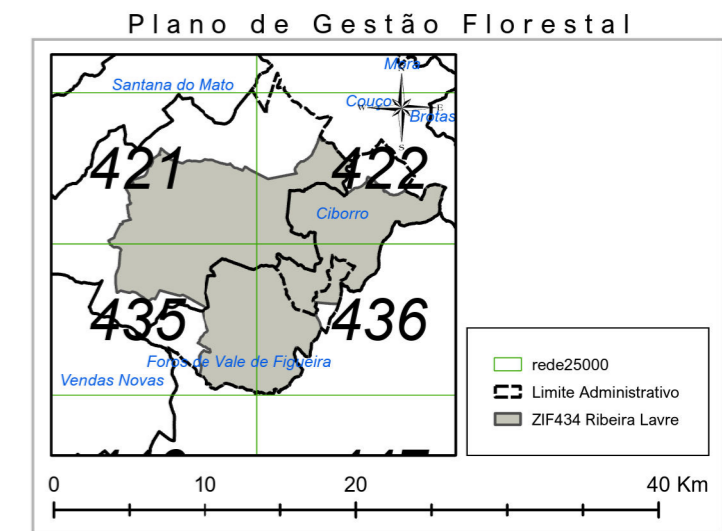 Plano de Gestão Florestal
Mora
Santana do Mato
Couço
W E
Brotas
S
421 422
Ciborro
435 436
Foros de Vale de Figueira
Vendas Novas
rede25000
Limite Administrativo
ZIF434 Ribeira Lavre
0 10 20 40 Km